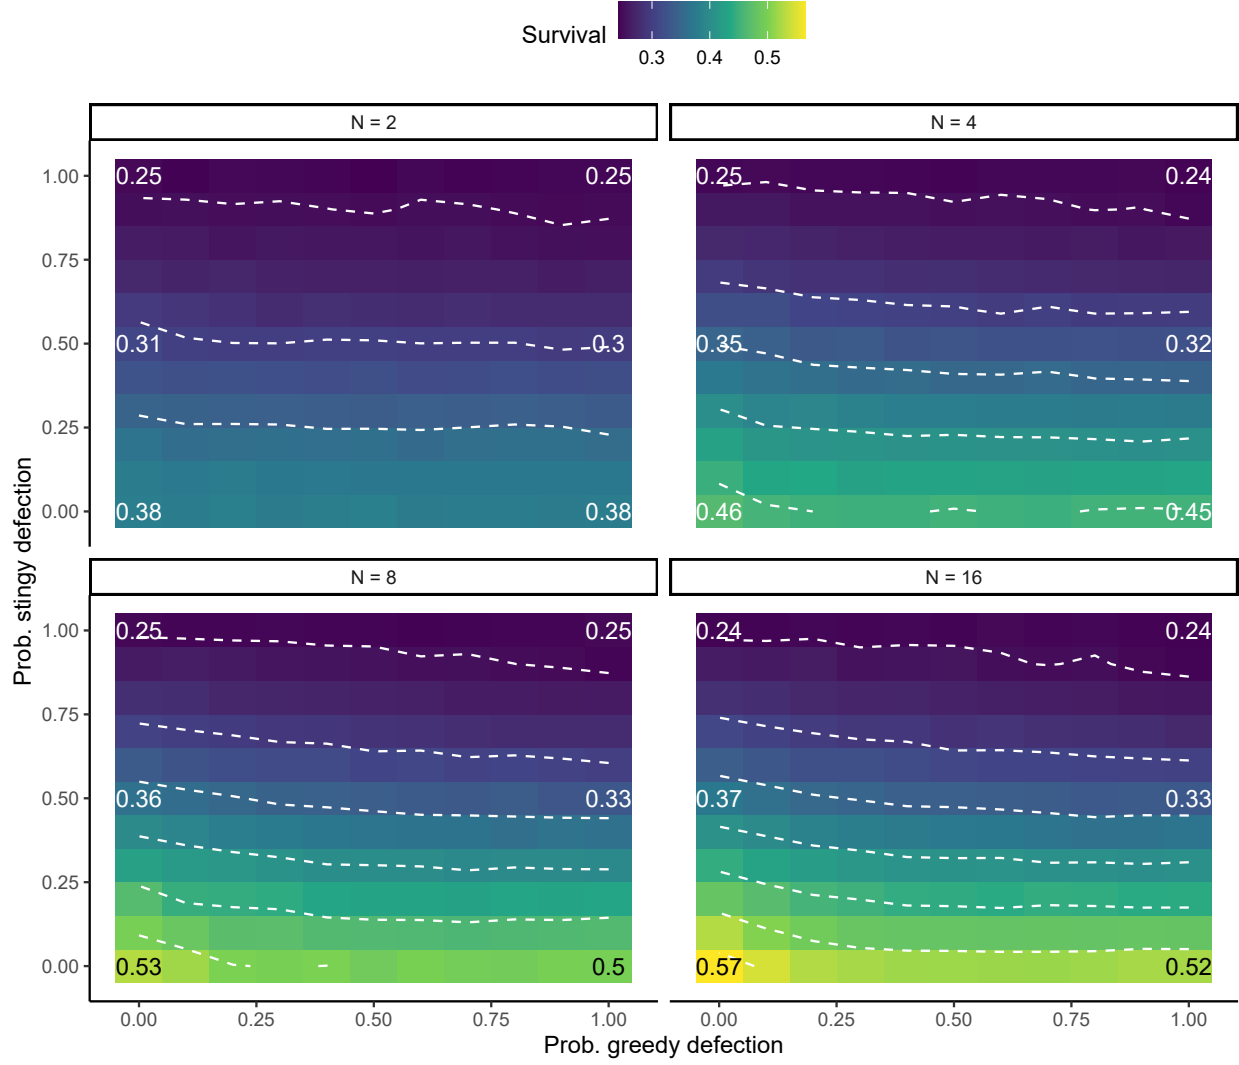 Survival
0.3 0.4 0.5
N = 2
N = 4
1.00
0.25 0.25
0.25 0.24
0.75
0.50
0.31 0.3
0.35 0.32
0.25
0.00
0.38 0.38
0.46 0.45
Prob. stingy defection
N = 8
N = 16
1.00
0.25 0.25
0.24 0.24
0.75
0.50
0.36 0.33
0.37 0.33
0.25
0.00
0.53 0.5
0.57 0.52
0.00 0.25 0.50 0.75 1.00
0.00 0.25 0.50 0.75 1.00
Prob. greedy defection